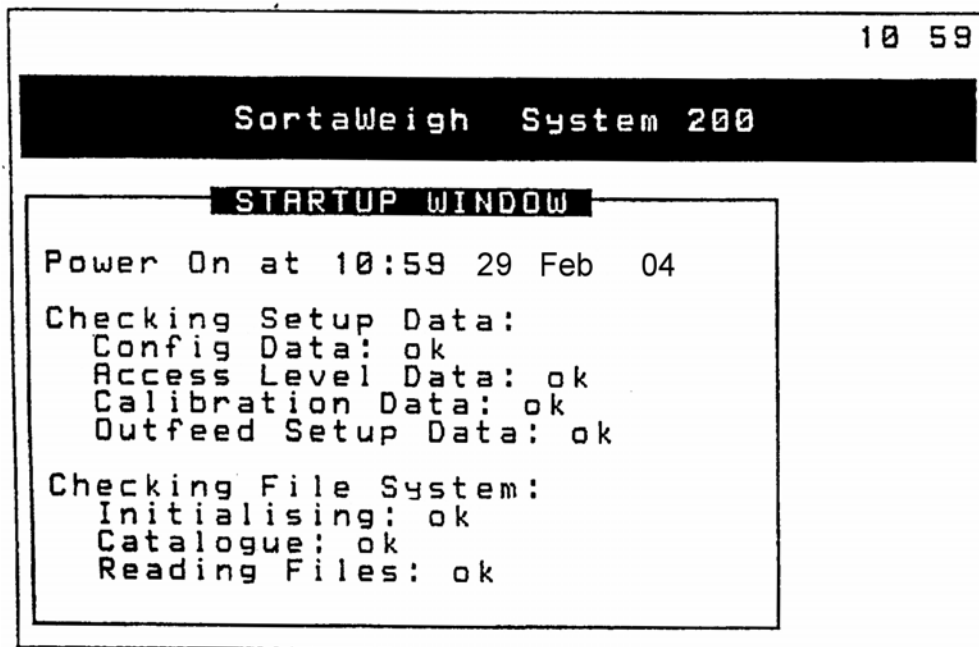 10 59
SortaWeigh System 200
STARTUP WINDOW
Power On at 10:59 29 Feb 04
Checking Setup Data:
Config Data: ok
Access Level Data: ok
Calibration Data: ok
Outfeed Setup Data: ok
Checking File System:
Initialising: ok
Catalogue: ok
Reading Files: ok